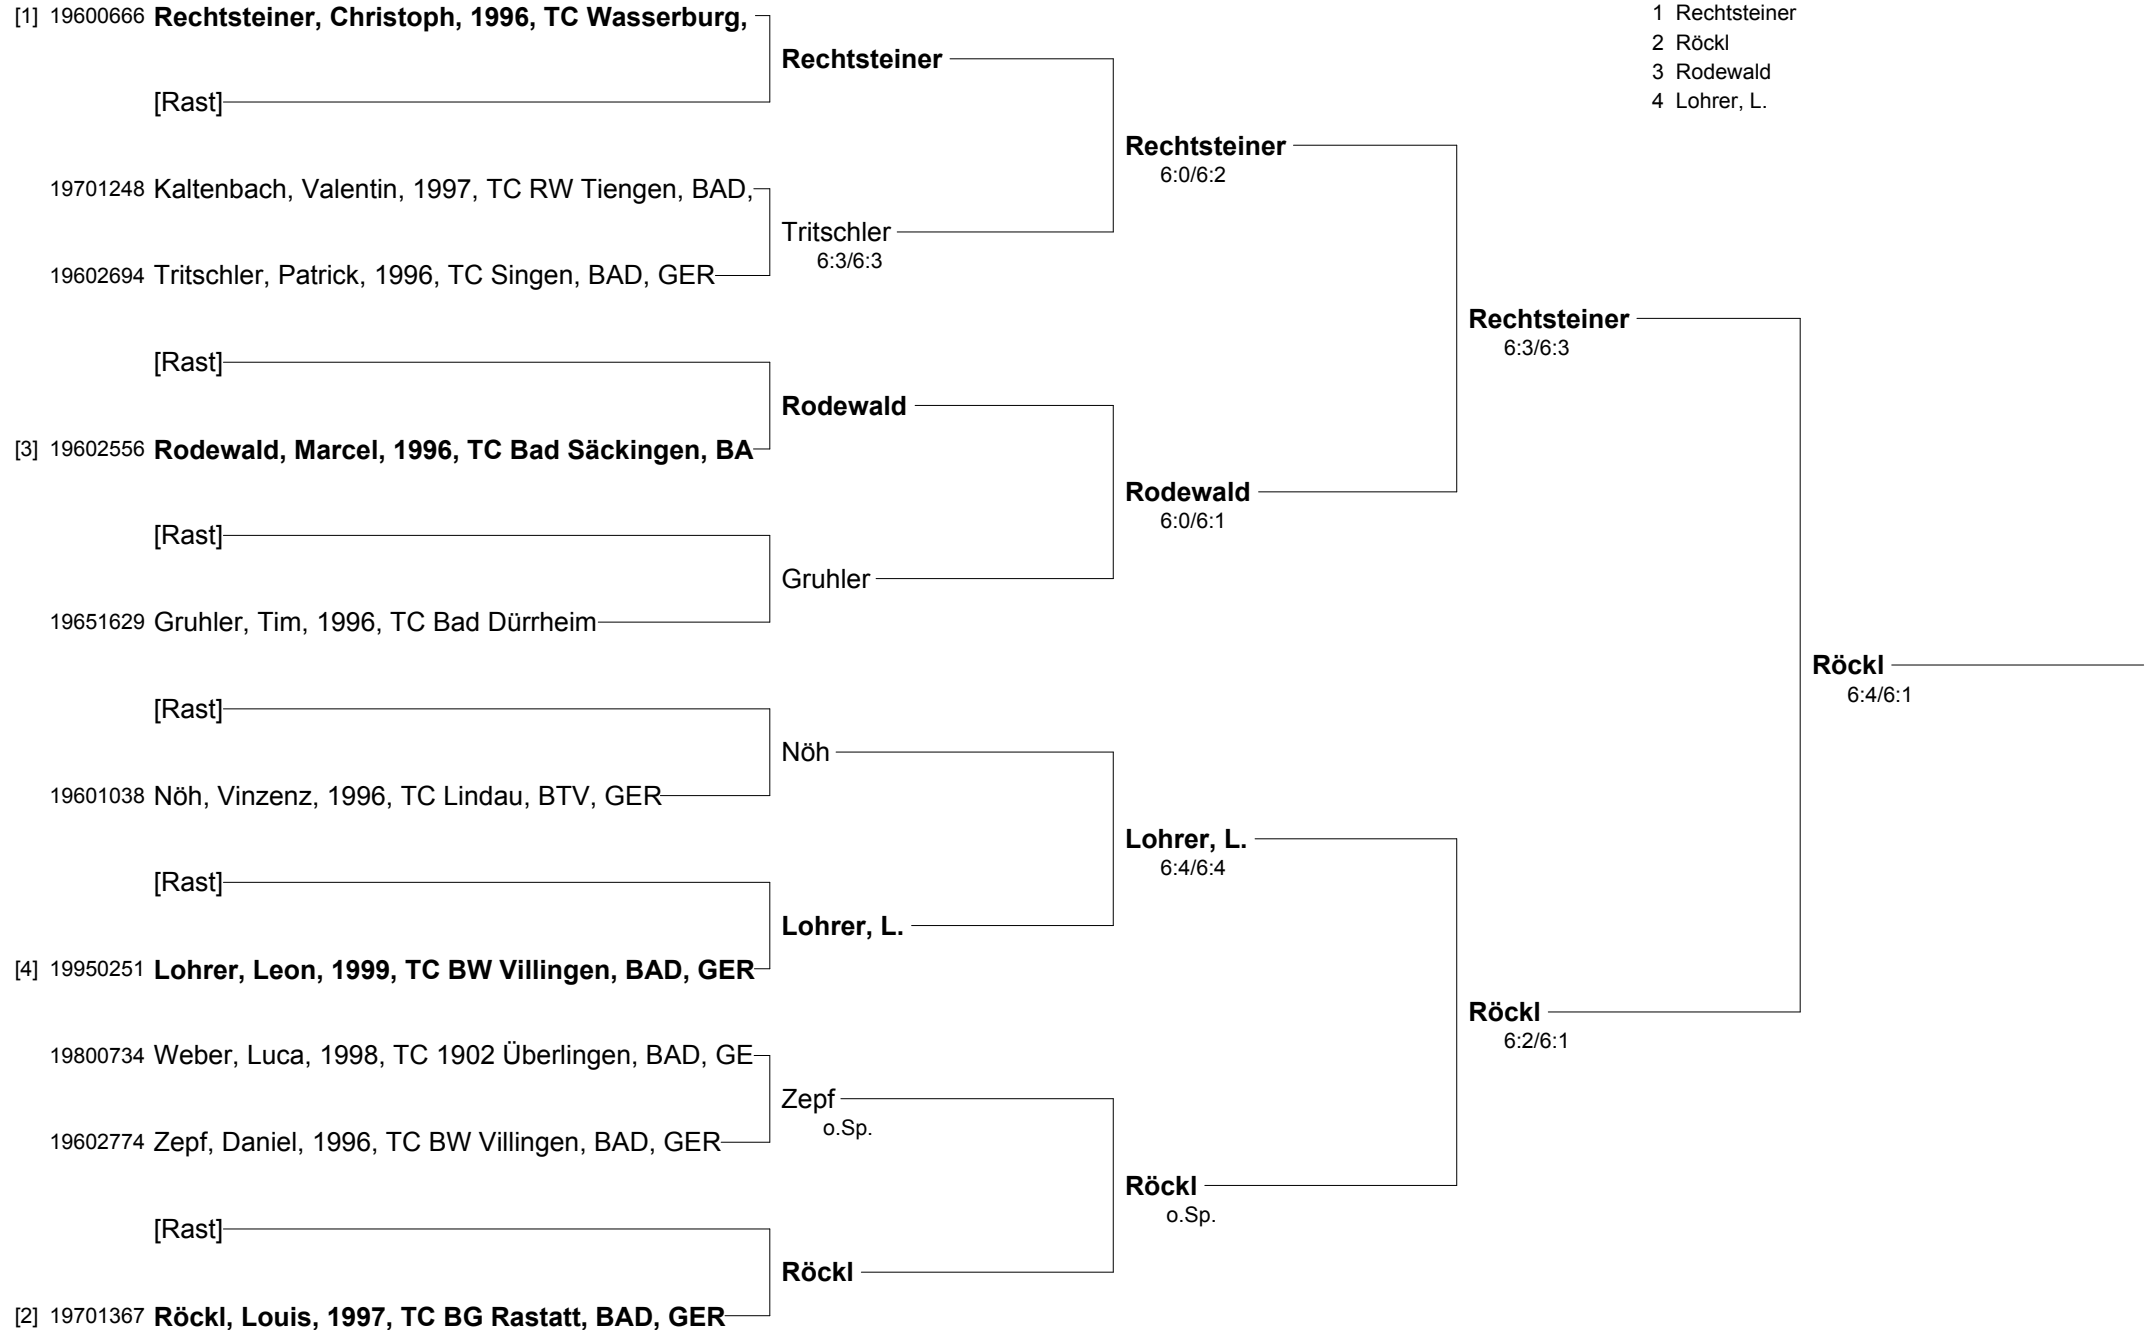 [1] 19600666 Rechtsteiner, Christoph, 1996, TC Wasserburg,
1 Rechtsteiner
2 Röckl
3 Rodewald
4 Lohrer, L.
Rechtsteiner
[Rast]
Rechtsteiner
6:0/6:2
19701248 Kaltenbach, Valentin, 1997, TC RW Tiengen, BAD,
Tritschler
6:3/6:3
19602694 Tritschler, Patrick, 1996, TC Singen, BAD, GER
Rechtsteiner
6:3/6:3
[Rast]
Rodewald
[3] 19602556 Rodewald, Marcel, 1996, TC Bad Säckingen, BA
Rodewald
6:0/6:1
[Rast]
Gruhler
19651629 Gruhler, Tim, 1996, TC Bad Dürrheim
Röckl
6:4/6:1
[Rast]
Nöh
19601038 Nöh, Vinzenz, 1996, TC Lindau, BTV, GER
Lohrer, L.
6:4/6:4
[Rast]
Lohrer, L.
[4] 19950251 Lohrer, Leon, 1999, TC BW Villingen, BAD, GER
Röckl
6:2/6:1
19800734 Weber, Luca, 1998, TC 1902 Überlingen, BAD, GE
Zepf
o.Sp.
19602774 Zepf, Daniel, 1996, TC BW Villingen, BAD, GER
Röckl
o.Sp.
[Rast]
Röckl
[2] 19701367 Röckl, Louis, 1997, TC BG Rastatt, BAD, GER